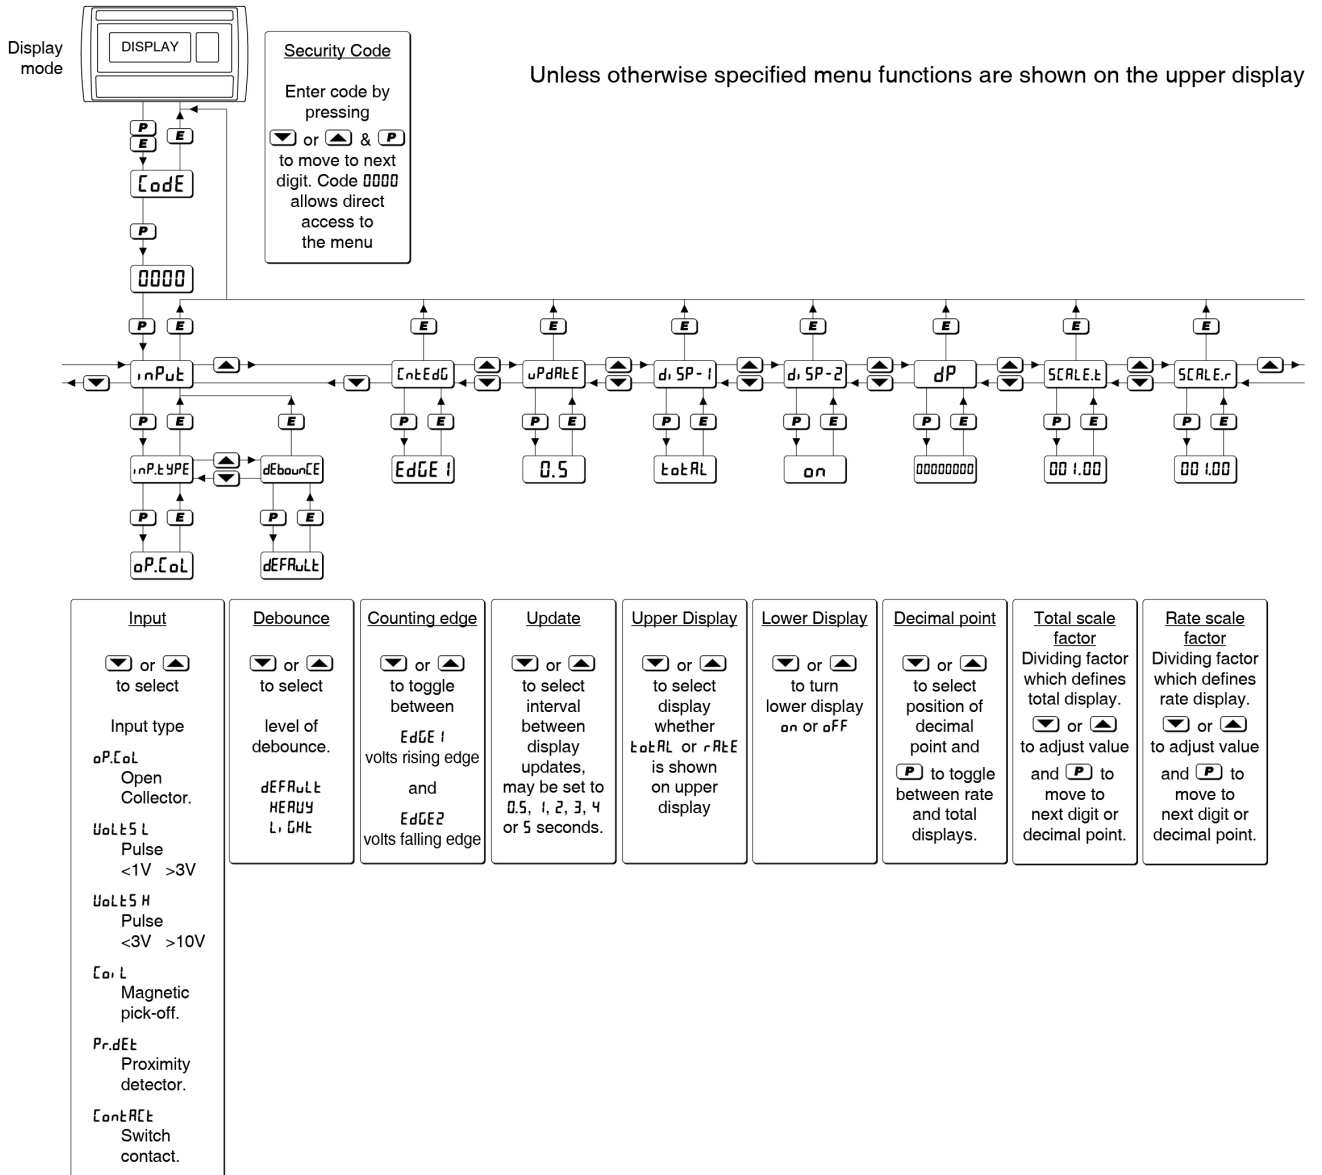 Display
mode
DISPLAY
Security Code
Enter code by
pressing
or & P
to move to next
digit. Code 0000
allows direct
access to
the menu
Unless otherwise specified menu functions are shown on the upper display
P
E
E
CodE
P
0000
P E E E E E E E E
inPut CntEdG uPdAtE diSP-1 diSP-2 dP SCALE.t SCALE.r
P E E P E P E P E P E P E P E P E
inP.tYPE dEbounCE EdGE1 0.5 totAL on 00000000 001.00 001.00
P E P E
oP.CoL dEFAuLt
Input
or
to select
Input type
oP.CoL
Open
Collector.
VoLtS L
Pulse
<1V >3V
VoLtS H
Pulse
<3V >10V
CoiL
Magnetic
pick-off.
Pr.dEt
Proximity
detector.
ContACt
Switch
contact.
Debounce
or
to select
level of
debounce.
dEFAuLt
HEAVY
LiGHt
Counting edge
or
to toggle
between
EdGE1
volts rising edge
and
EdGE2
volts falling edge
Update
or
to select
interval
between
display
updates,
may be set to
0.5, 1, 2, 3, 4
or 5 seconds.
Upper Display
or
to select
display
whether
totAL or rAtE
is shown
on upper
display
Lower Display
or
to turn
lower display
on or oFF
Decimal point
or
to select
position of
decimal
point and
P to toggle
between rate
and total
displays.
Total scale
factor
Dividing factor
which defines
total display.
or
to adjust value
and P to
move to
next digit or
decimal point.
Rate scale
factor
Dividing factor
which defines
rate display.
or
to adjust value
and P to
move to
next digit or
decimal point.